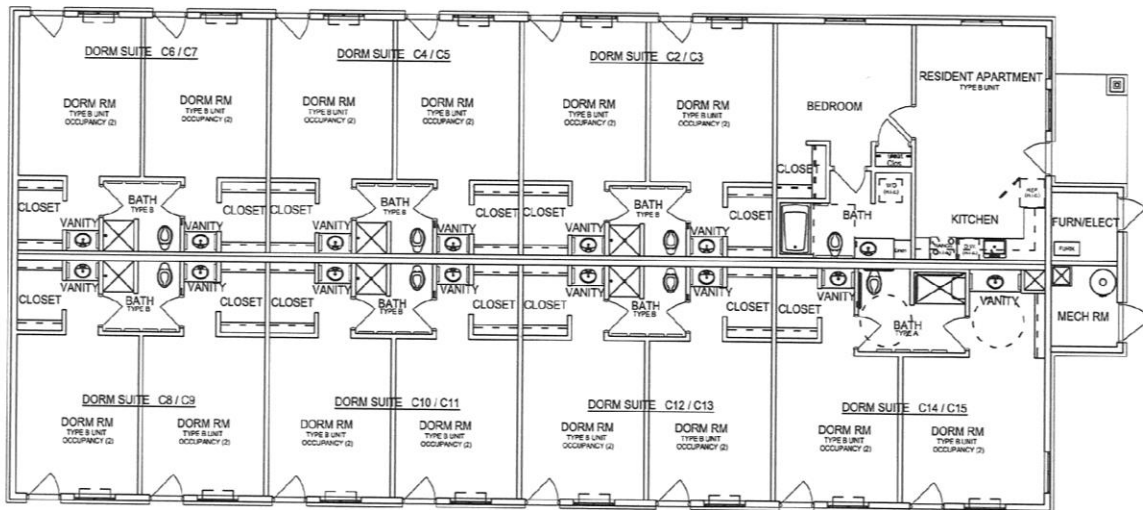 DORM SUITE C6 / C7
DORM SUITE C4 / C5
DORM SUITE C2 / C3
RESIDENT APARTMENT
TYPE B UNIT
BEDROOM
DORM RM
TYPE B UNIT
OCCUPANCY (2)
DORM RM
TYPE B UNIT
OCCUPANCY (2)
DORM RM
TYPE B UNIT
OCCUPANCY (2)
DORM RM
TYPE B UNIT
OCCUPANCY (2)
DORM RM
TYPE B UNIT
OCCUPANCY (2)
DORM RM
TYPE B UNIT
OCCUPANCY (2)
CLOSET
CLOSET
BATH
TYPE B
VANITY
VANITY
CLOSET
CLOSET
BATH
TYPE B
VANITY
VANITY
CLOSET
CLOSET
BATH
TYPE B
VANITY
VANITY
CLOSET
BATH
KITCHEN
FURN/ELECT
FURN
CLOSET
VANITY
VANITY
BATH
TYPE B
CLOSET
CLOSET
VANITY
VANITY
BATH
TYPE B
CLOSET
CLOSET
VANITY
VANITY
BATH
TYPE B
CLOSET
CLOSET
VANITY
BATH
TYPE A
VANITY
MECH RM
DORM SUITE C8 / C9
DORM SUITE C10 / C11
DORM SUITE C12 / C13
DORM SUITE C14 / C15
DORM RM
TYPE B UNIT
OCCUPANCY (2)
DORM RM
TYPE B UNIT
OCCUPANCY (2)
DORM RM
TYPE B UNIT
OCCUPANCY (2)
DORM RM
TYPE B UNIT
OCCUPANCY (2)
DORM RM
TYPE B UNIT
OCCUPANCY (2)
DORM RM
TYPE B UNIT
OCCUPANCY (2)
DORM RM
TYPE B UNIT
OCCUPANCY (2)
DORM RM
TYPE B UNIT
OCCUPANCY (2)